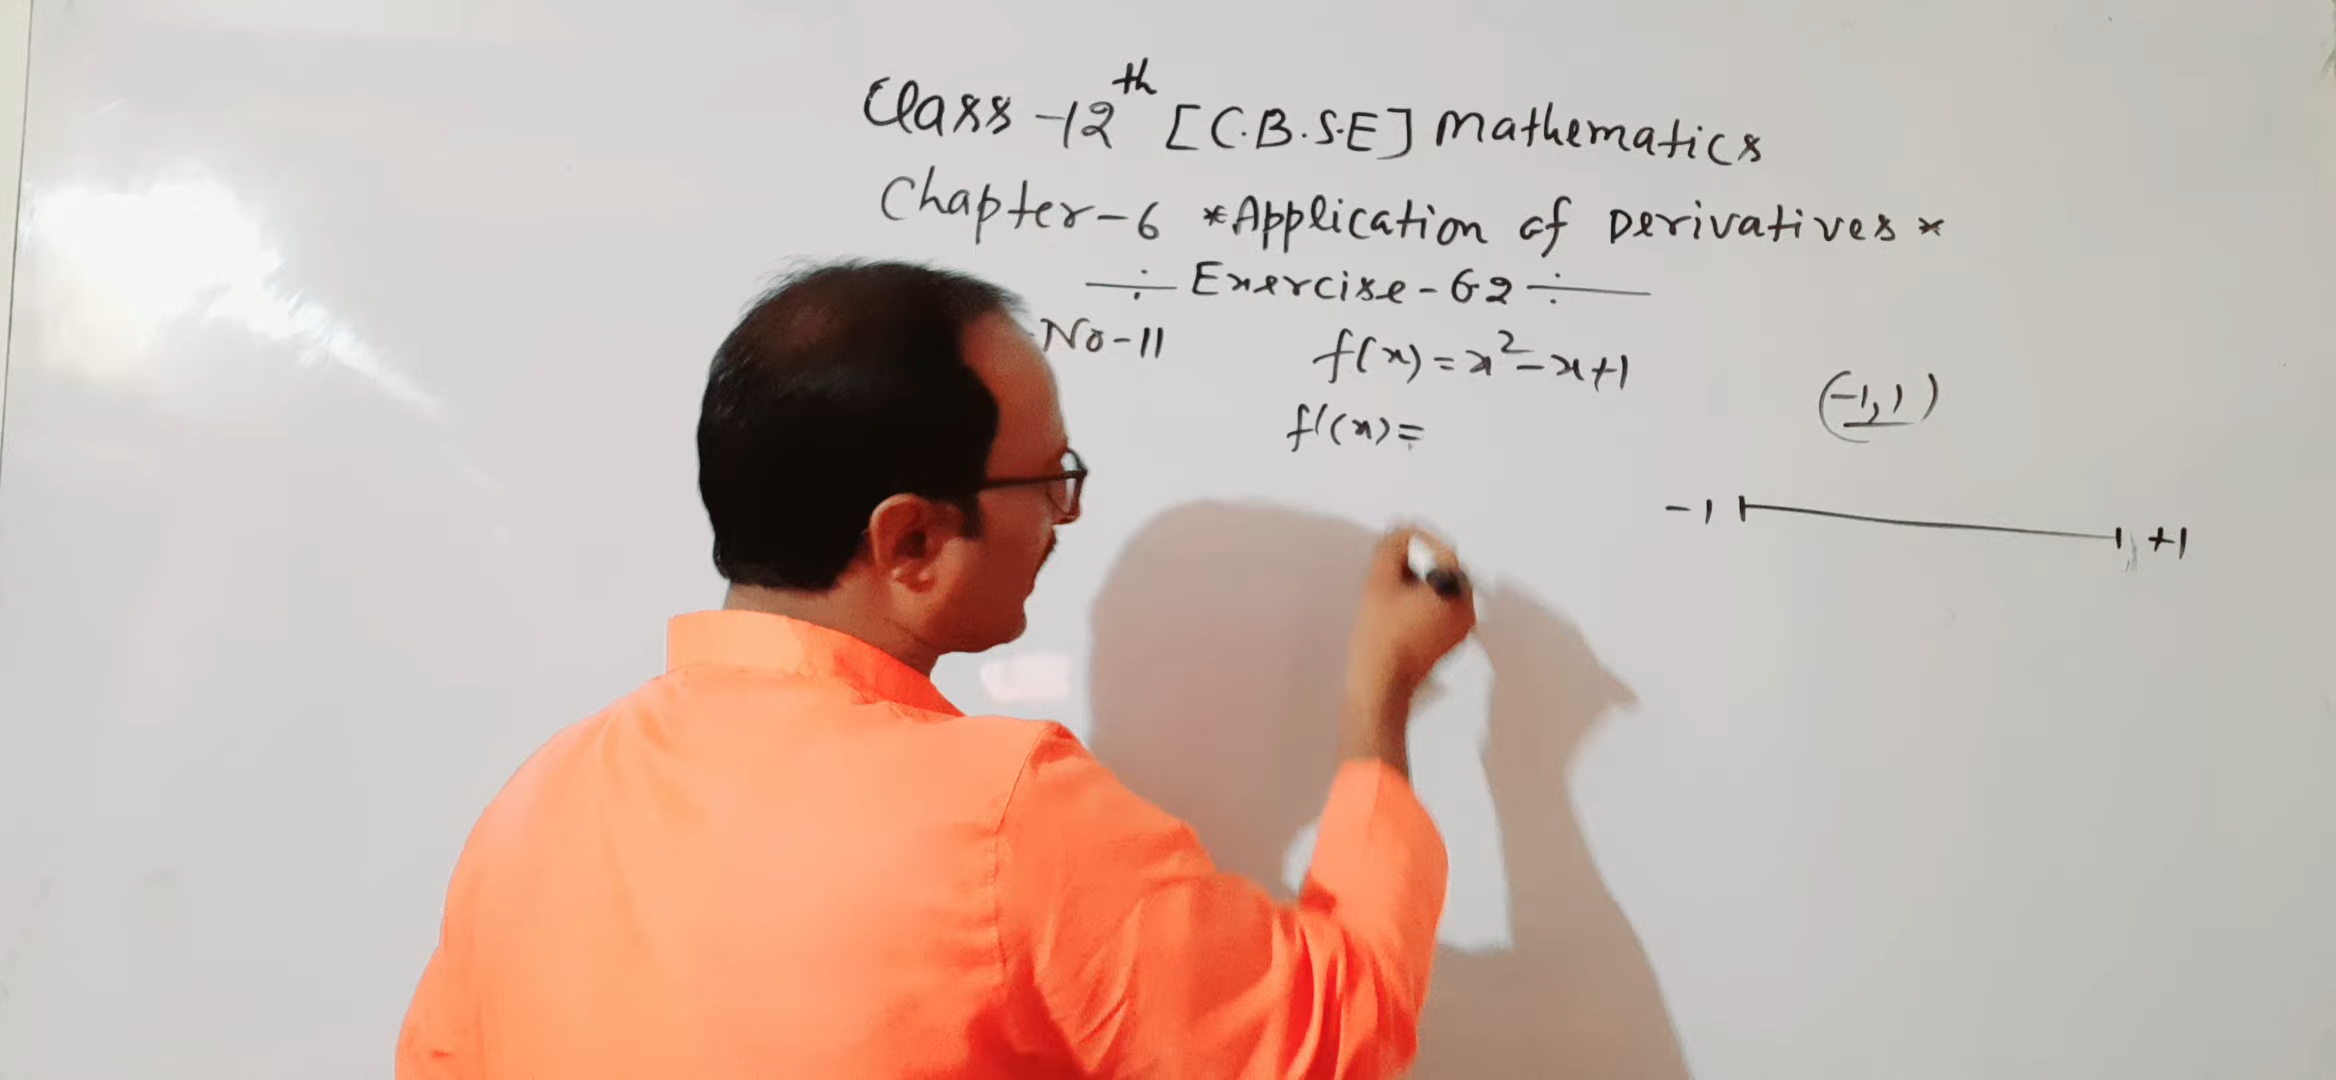 Class -12th [C.B.S.E] Mathematics
Chapter-6 *Application of Derivatives*
÷ Exercise-6.2 ÷
No-11 f(x)=x²-x+1
(-1,1)
f'(x)=
-1 +1